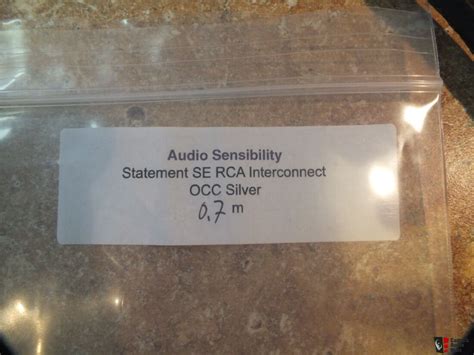 Audio Sensibility
Statement SE RCA Interconnect
OCC Silver
0.7 m